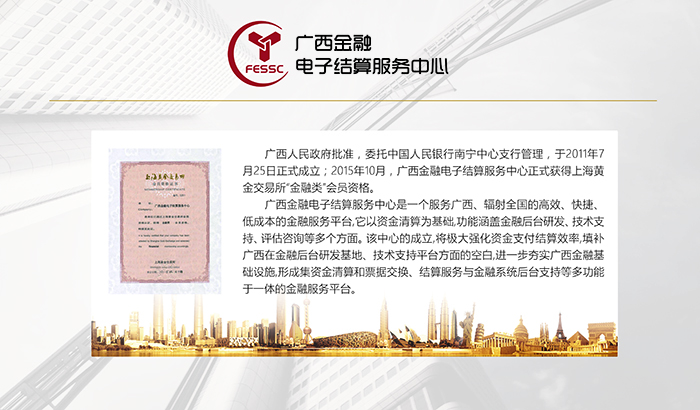 FESSC
广西金融
电子结算服务中心
上海黄金交易所
广西人民政府批准，委托中国人民银行南宁中心支行管理，于2011年7
月25日正式成立；2015年10月，广西金融电子结算服务中心正式获得上海黄
金交易所“金融类”会员资格。
广西金融电子结算服务中心是一个服务广西、辐射全国的高效、快捷、
低成本的金融服务平台,它以资金清算为基础,功能涵盖金融后台研发、技术支
持、评估咨询等多个方面。该中心的成立,将极大强化资金支付结算效率,填补
广西在金融后台研发基地、技术支持平台方面的空白,进一步夯实广西金融基
础设施,形成集资金清算和票据交换、结算服务与金融系统后台支持等多功能
于一体的金融服务平台。